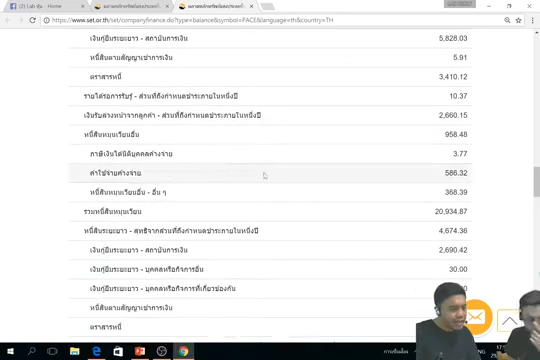 (2) Lab หุ้น - Home
https://www.set.or.th/set/companyfinance.do?type=balance&symbol=PACE&language=th&country=TH
เงินกู้ยืมระยะยาว - สถาบันการเงิน 5,828.03
หนี้สินตามสัญญาเช่าการเงิน 5.91
ตราสารหนี้ 3,410.12
รายได้รอการรับรู้ - ส่วนที่ถึงกำหนดชำระภายในหนึ่งปี 10.37
เงินรับล่วงหน้าจากลูกค้า - ส่วนที่ถึงกำหนดชำระภายในหนึ่งปี 2,660.15
หนี้สินหมุนเวียนอื่น 958.48
ภาษีเงินได้นิติบุคคลค้างจ่าย 3.77
ค่าใช้จ่ายค้างจ่าย 586.32
หนี้สินหมุนเวียนอื่น - อื่น ๆ 368.39
รวมหนี้สินหมุนเวียน 20,934.87
หนี้สินระยะยาว - สุทธิจากส่วนที่ถึงกำหนดชำระภายในหนึ่งปี 4,674.36
เงินกู้ยืมระยะยาว - สถาบันการเงิน 2,690.42
เงินกู้ยืมระยะยาว - บุคคลหรือกิจการอื่น 30.00
เงินกู้ยืมระยะยาว - บุคคลหรือกิจการที่เกี่ยวข้องกัน
หนี้สินตามสัญญาเช่าการเงิน
ตราสารหนี้